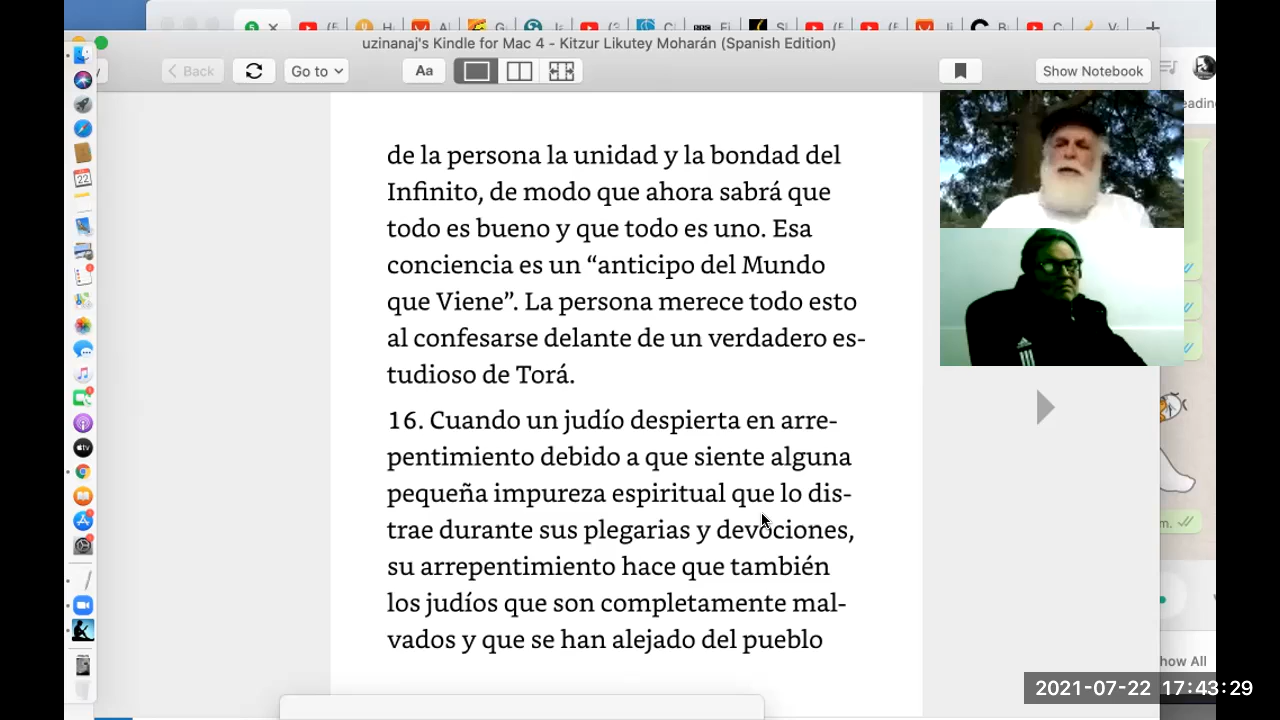 uzinanaj's Kindle for Mac 4 - Kitzur Likutey Moharán (Spanish Edition)
Back
Go to
Aa
Show Notebook
de la persona la unidad y la bondad del
Infinito, de modo que ahora sabrá que
todo es bueno y que todo es uno. Esa
conciencia es un “anticipo del Mundo
que Viene”. La persona merece todo esto
al confesarse delante de un verdadero es-
tudioso de Torá.
16. Cuando un judío despierta en arre-
pentimiento debido a que siente alguna
pequeña impureza espiritual que lo dis-
trae durante sus plegarias y devociones,
su arrepentimiento hace que también
los judíos que son completamente mal-
vados y que se han alejado del pueblo
2021-07-22 17:43:29